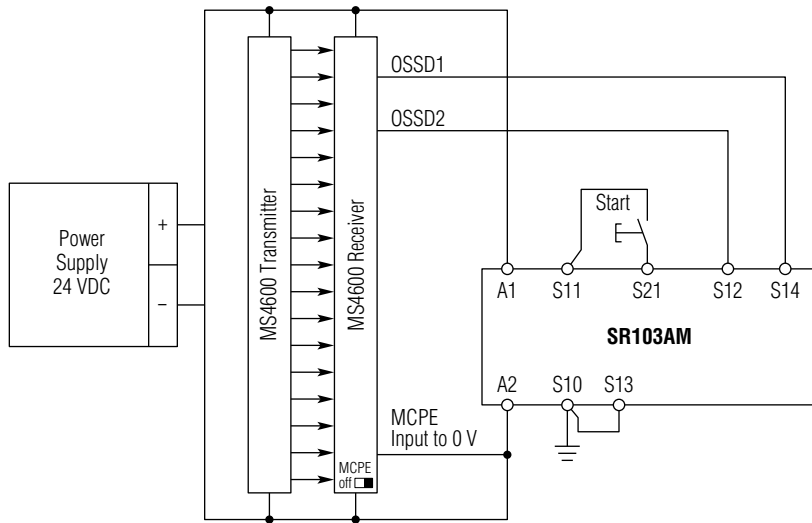 OSSD1
OSSD2
MS4600 Transmitter
MS4600 Receiver
Power
Supply
24 VDC
+
−
Start
A1
S11
S21
S12
S14
SR103AM
A2
S10
S13
MCPE
Input to 0 V
MCPE
off